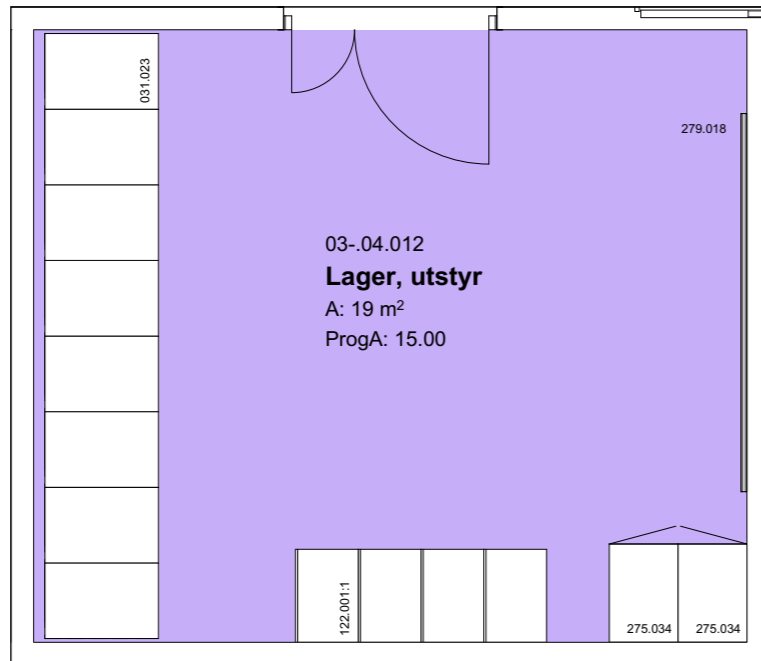 031.023
279.018
03-.04.012
Lager, utstyr
A: 19 m²
ProgA: 15.00
122.001:1
275.034
275.034